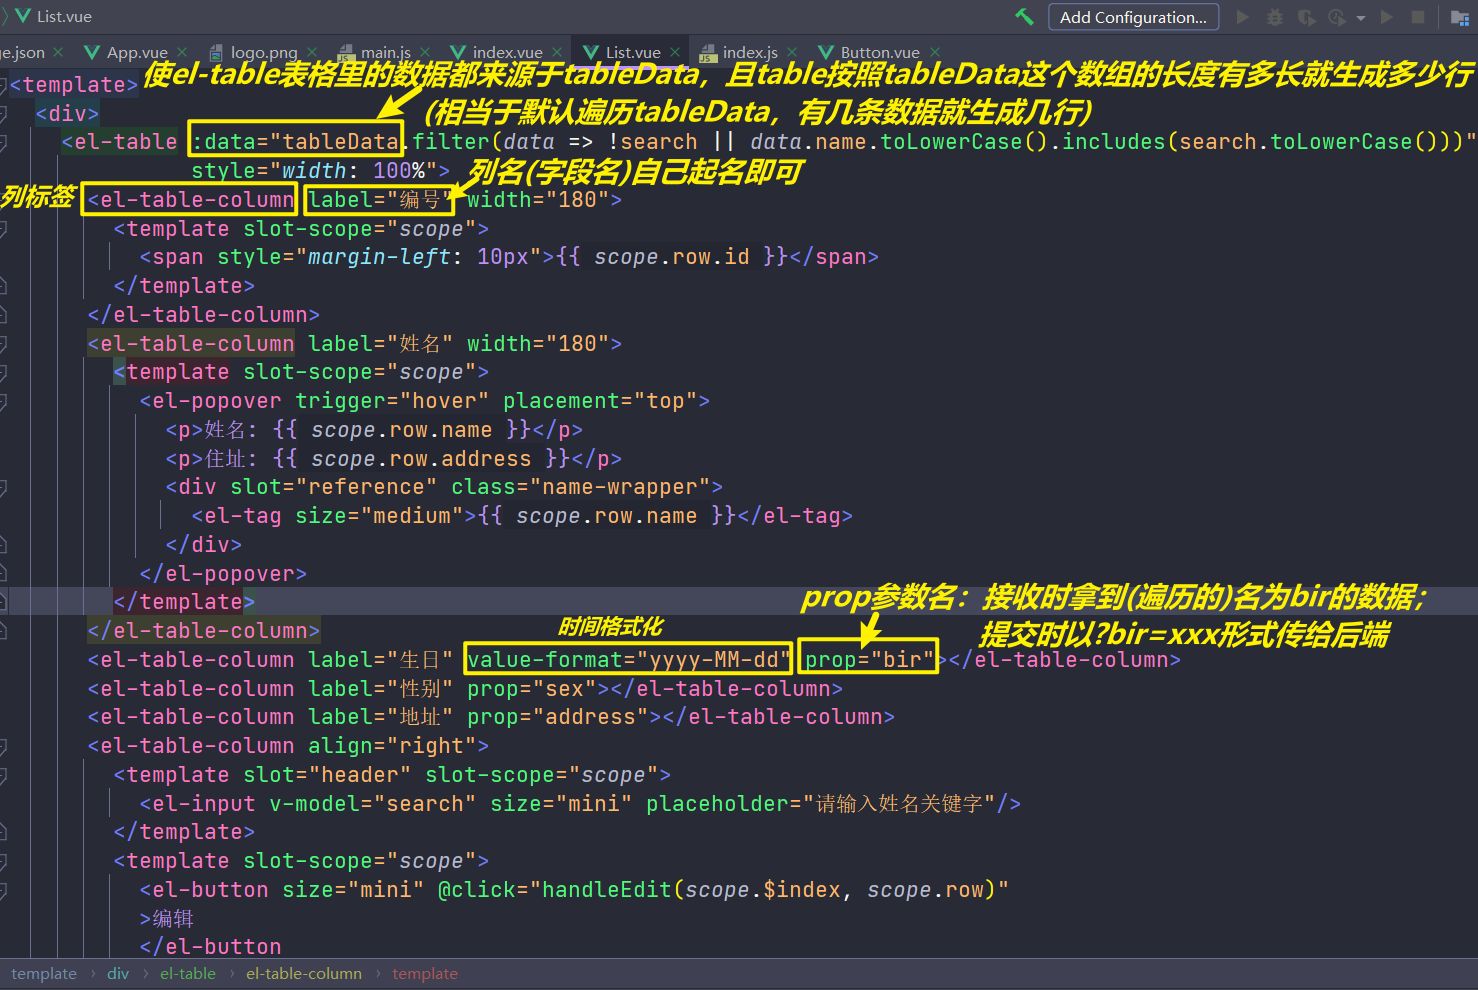 List.vue
Add Configuration...
e.json
App.vue
logo.png
main.js
index.vue
List.vue
index.js
Button.vue
使el-table表格里的数据都来源于tableData，且table按照tableData这个数组的长度有多长就生成多少行
<template>
(相当于默认遍历tableData，有几条数据就生成几行)
<div>
<el-table :data="tableData.filter(data => !search || data.name.toLowerCase().includes(search.toLowerCase()))"
style="width: 100%">
列名(字段名)自己起名即可
列标签
<el-table-column label="编号" width="180">
<template slot-scope="scope">
<span style="margin-left: 10px">{{ scope.row.id }}</span>
</template>
</el-table-column>
<el-table-column label="姓名" width="180">
<template slot-scope="scope">
<el-popover trigger="hover" placement="top">
<p>姓名: {{ scope.row.name }}</p>
<p>住址: {{ scope.row.address }}</p>
<div slot="reference" class="name-wrapper">
<el-tag size="medium">{{ scope.row.name }}</el-tag>
</div>
</el-popover>
</template>
prop参数名：接收时拿到(遍历的)名为bir的数据；
提交时以?bir=xxx形式传给后端
时间格式化
</el-table-column>
<el-table-column label="生日" value-format="yyyy-MM-dd" prop="bir"></el-table-column>
<el-table-column label="性别" prop="sex"></el-table-column>
<el-table-column label="地址" prop="address"></el-table-column>
<el-table-column align="right">
<template slot="header" slot-scope="scope">
<el-input v-model="search" size="mini" placeholder="请输入姓名关键字"/>
</template>
<template slot-scope="scope">
<el-button size="mini" @click="handleEdit(scope.$index, scope.row)"
>编辑
</el-button
template › div › el-table › el-table-column › template